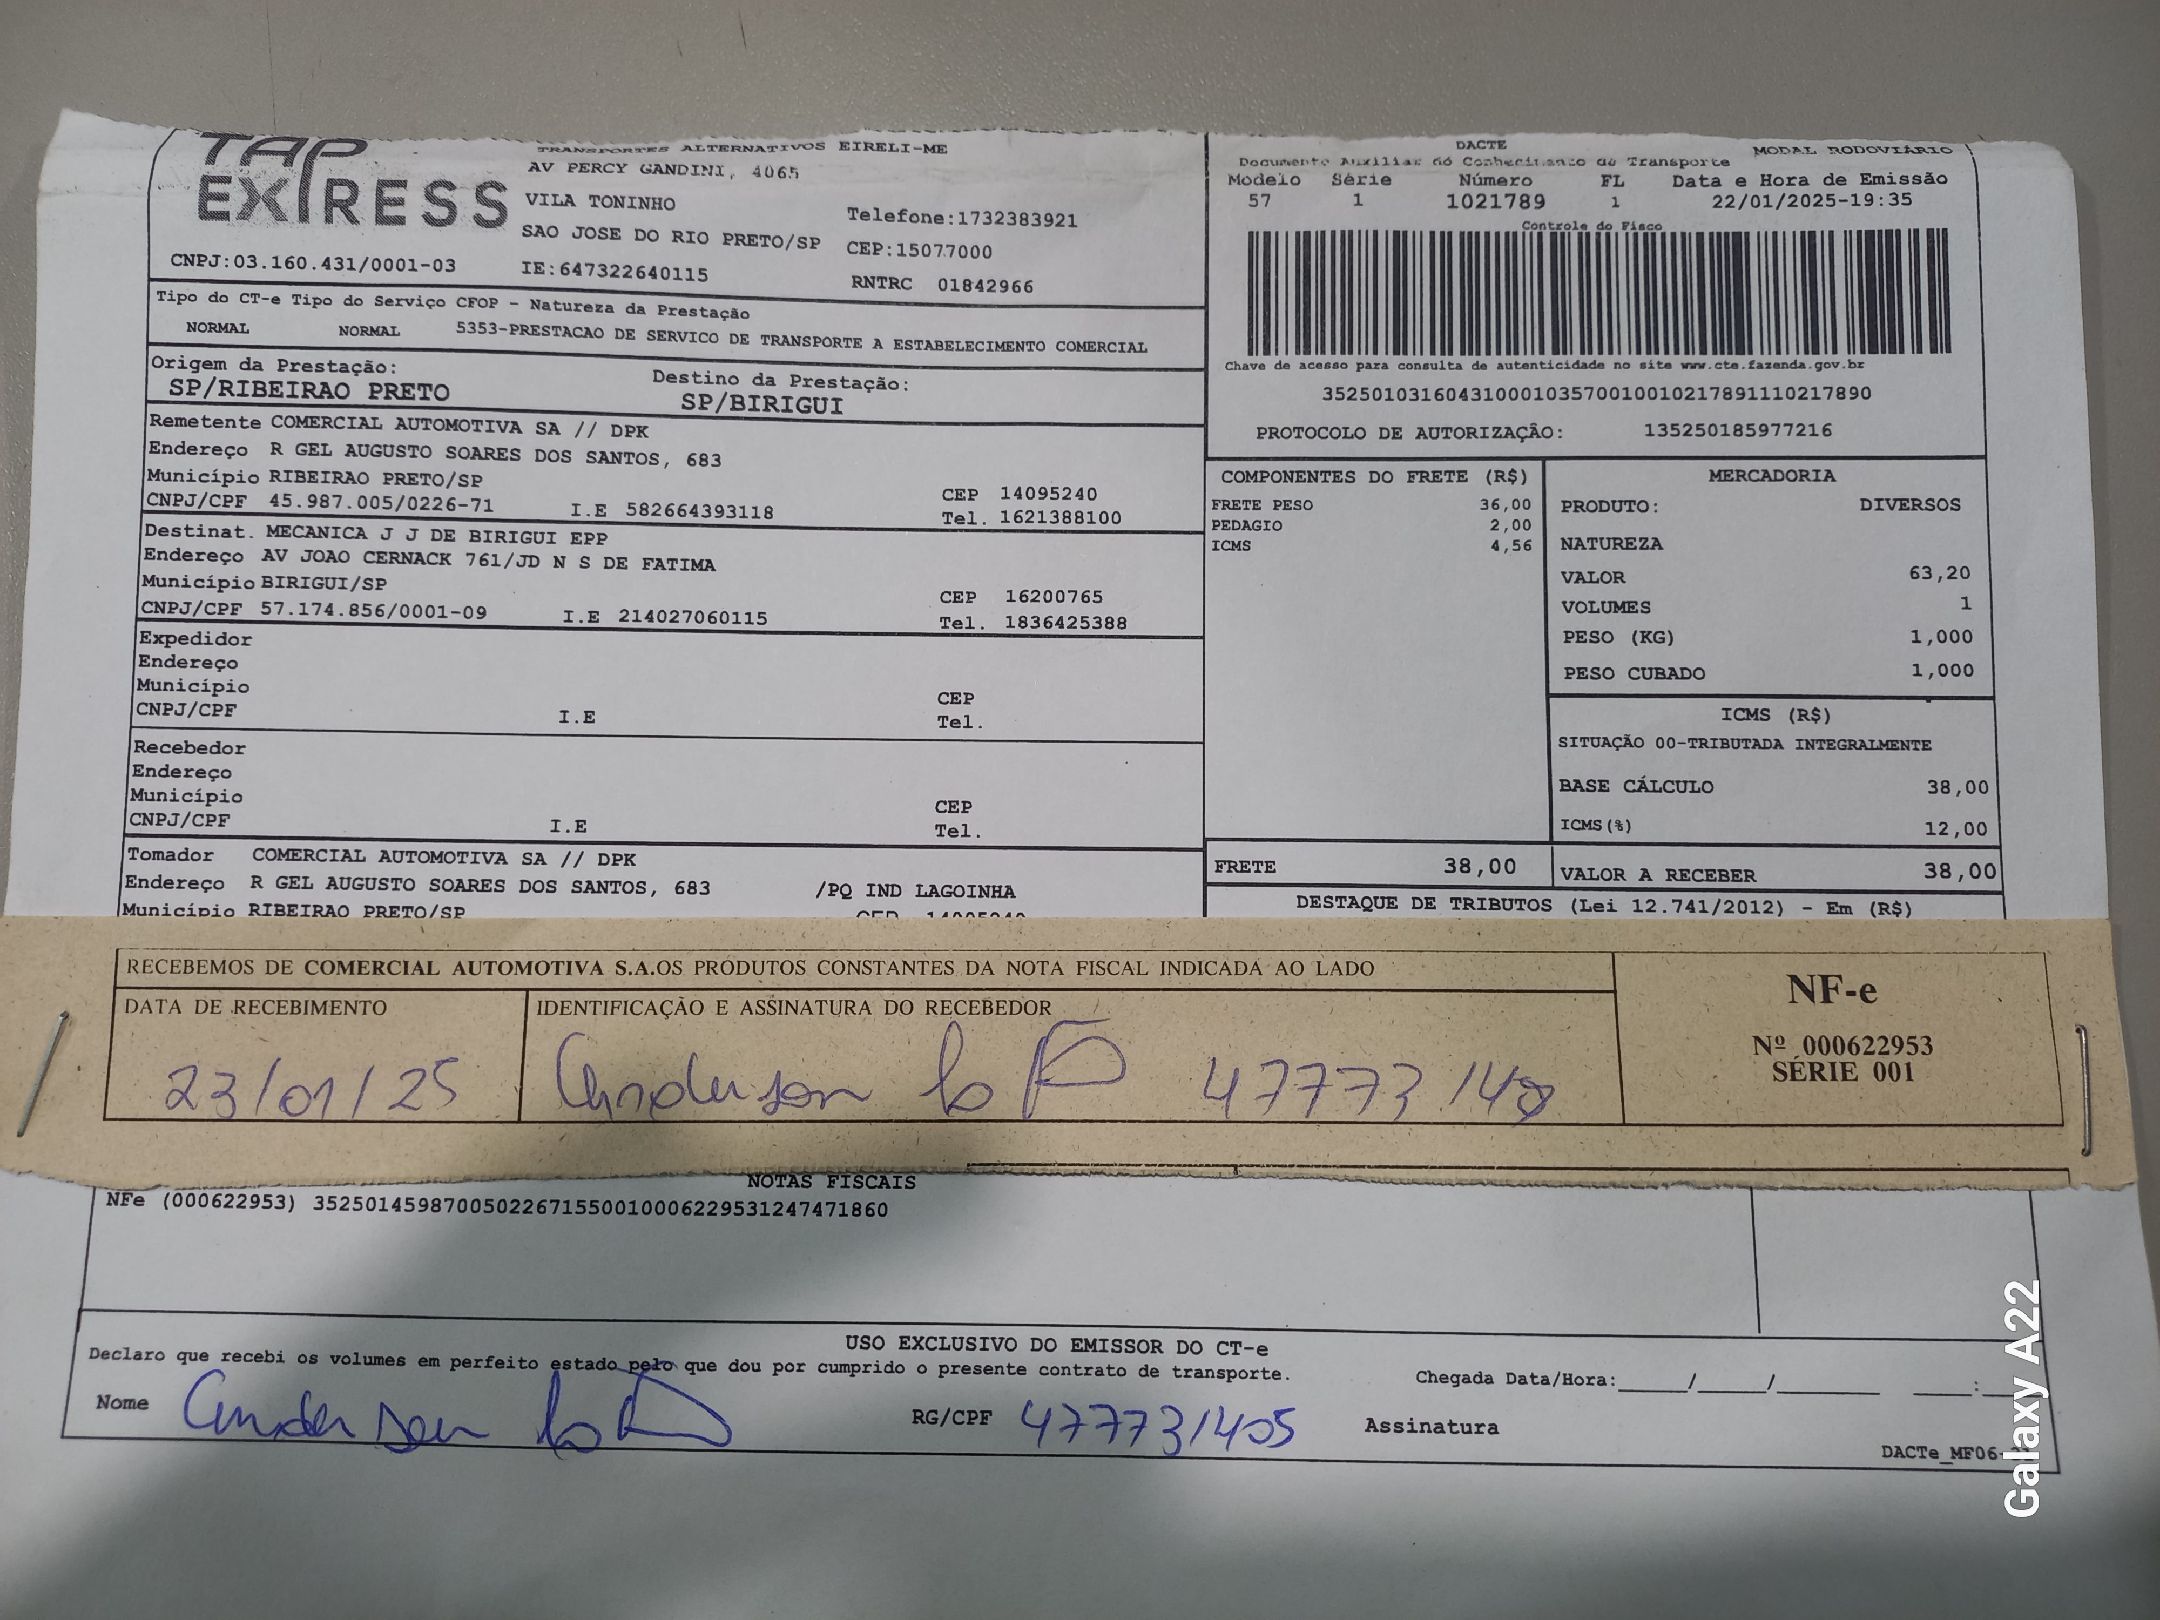 TAP
EXPRESS
TRANSPORTES ALTERNATIVOS EIRELI-ME
AV PERCY GANDINI, 4065
VILA TONINHO
Telefone:1732383921
SAO JOSE DO RIO PRETO/SP CEP:15077000
CNPJ:03.160.431/0001-03 IE:647322640115 RNTRC 01842966
Tipo do CT-e Tipo do Serviço CFOP - Natureza da Prestação
NORMAL NORMAL 5353-PRESTACAO DE SERVICO DE TRANSPORTE A ESTABELECIMENTO COMERCIAL
Origem da Prestação: Destino da Prestação:
SP/RIBEIRAO PRETO SP/BIRIGUI
Remetente COMERCIAL AUTOMOTIVA SA // DPK
Endereço R GEL AUGUSTO SOARES DOS SANTOS, 683
Município RIBEIRAO PRETO/SP CEP 14095240
CNPJ/CPF 45.987.005/0226-71 I.E 582664393118 Tel. 1621388100
Destinat. MECANICA J J DE BIRIGUI EPP
Endereço AV JOAO CERNACK 761/JD N S DE FATIMA
Município BIRIGUI/SP CEP 16200765
CNPJ/CPF 57.174.856/0001-09 I.E 214027060115 Tel. 1836425388
Expedidor
Endereço
Município CEP
CNPJ/CPF I.E Tel.
Recebedor
Endereço
Município CEP
CNPJ/CPF I.E Tel.
Tomador COMERCIAL AUTOMOTIVA SA // DPK
Endereço R GEL AUGUSTO SOARES DOS SANTOS, 683 /PQ IND LAGOINHA
Município RIBEIRAO PRETO/SP CEP 14095240
DACTE MODAL RODOVIÁRIO
Documento Auxiliar do Conhecimento de Transporte
Modelo Série Número FL Data e Hora de Emissão
57 1 1021789 1 22/01/2025-19:35
Controle do Fisco
Chave de acesso para consulta de autenticidade no site www.cte.fazenda.gov.br
35250103160431000103570010010217891110217890
PROTOCOLO DE AUTORIZAÇÃO: 135250185977216
COMPONENTES DO FRETE (R$)
FRETE PESO 36,00
PEDAGIO 2,00
ICMS 4,56
MERCADORIA
PRODUTO: DIVERSOS
NATUREZA
VALOR 63,20
VOLUMES 1
PESO (KG) 1,000
PESO CUBADO 1,000
ICMS (R$)
SITUAÇÃO 00-TRIBUTADA INTEGRALMENTE
BASE CÁLCULO 38,00
ICMS(%) 12,00
FRETE 38,00 VALOR A RECEBER 38,00
DESTAQUE DE TRIBUTOS (Lei 12.741/2012) - Em (R$)
RECEBEMOS DE COMERCIAL AUTOMOTIVA S.A.OS PRODUTOS CONSTANTES DA NOTA FISCAL INDICADA AO LADO
DATA DE RECEBIMENTO IDENTIFICAÇÃO E ASSINATURA DO RECEBEDOR
23/01/25 Anderson 47773140
NF-e
Nº 000622953
SÉRIE 001
NOTAS FISCAIS
NFe (000622953) 35250145987005022671550010006229531247471860
USO EXCLUSIVO DO EMISSOR DO CT-e
Declaro que recebi os volumes em perfeito estado pelo que dou por cumprido o presente contrato de transporte.
Chegada Data/Hora:_____/_____/________ ____:___
Nome Anderson RG/CPF 477731405 Assinatura
DACTe_MF06-
Galaxy A22